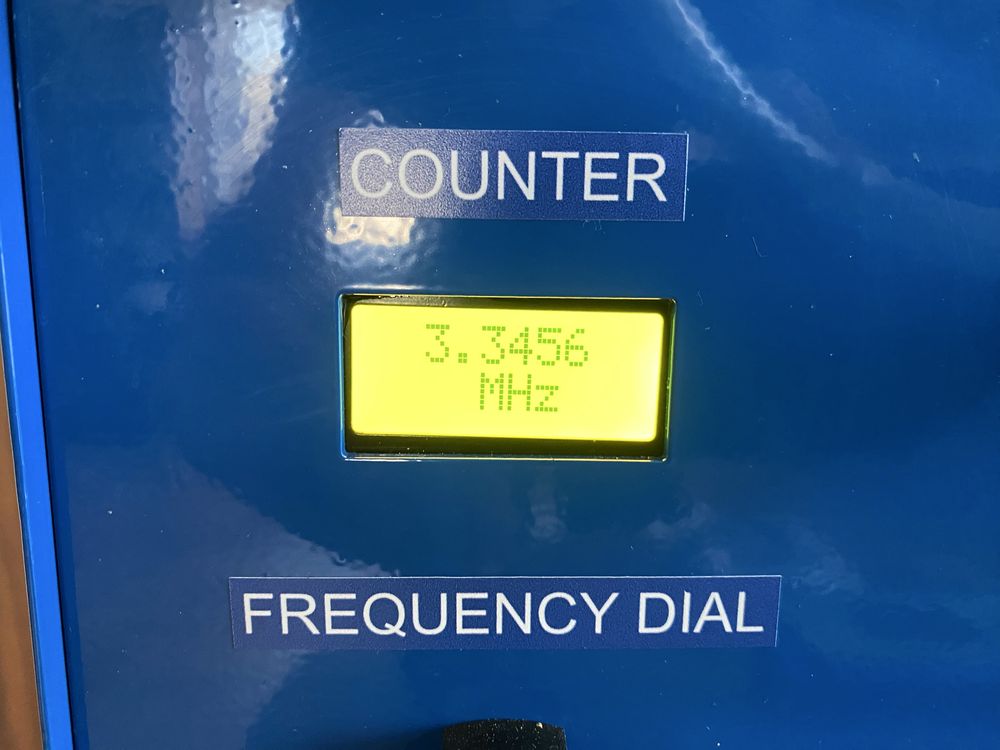 COUNTER
3.3456
MHz
FREQUENCY DIAL